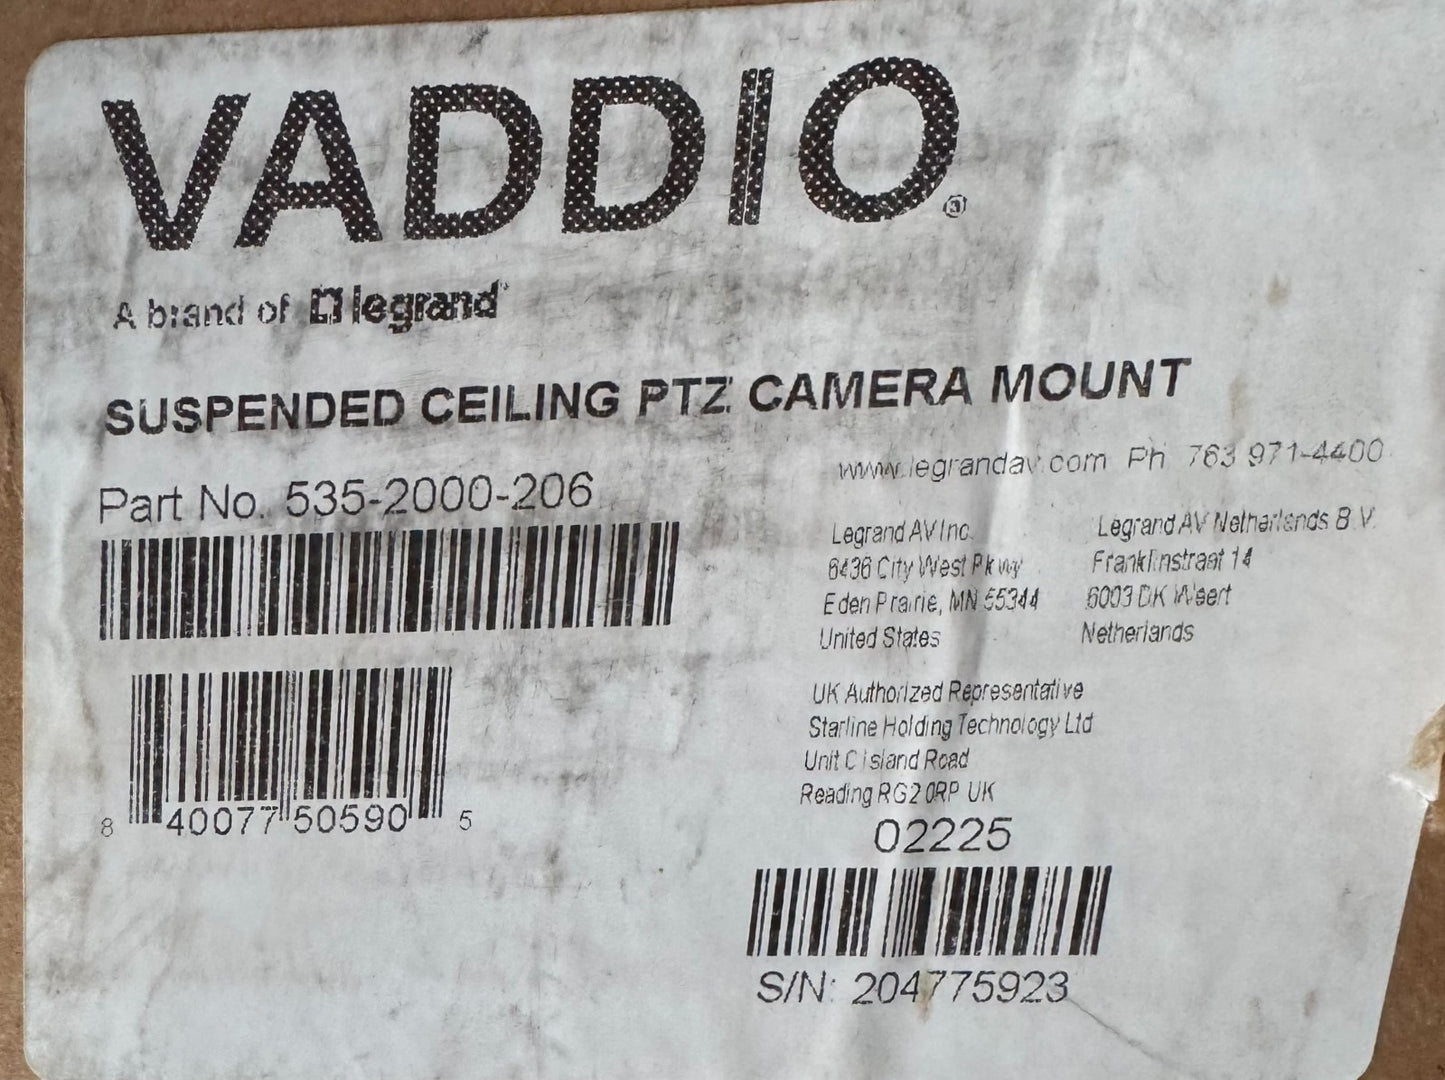 VADDIO®
A brand of legrand
SUSPENDED CEILING PTZ CAMERA MOUNT
www.legrandav.com Ph 763 971-4400
Part No. 535-2000-206
Legrand AV Inc.
6436 City West Pkwy
Eden Prairie, MN 55344
United States
Legrand AV Netherlands B.V.
Franklinstraat 14
6003 DK Weert
Netherlands
UK Authorized Representative
Starline Holding Technology Ltd
Unit C Island Road
Reading RG2 0RP UK
8 40077 50590 5
02225
S/N: 204775923